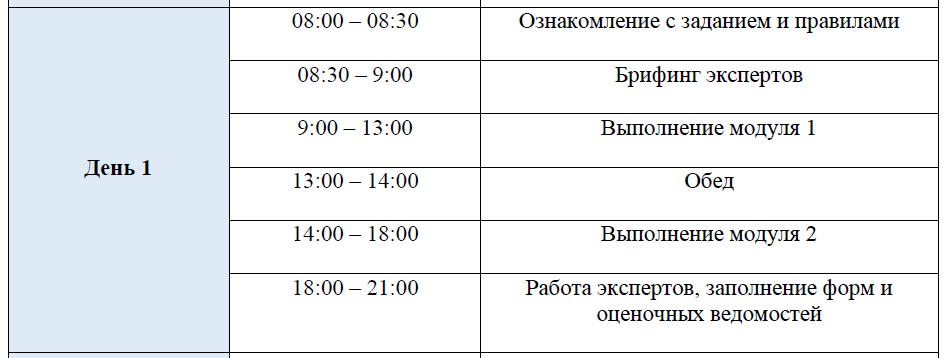 День 1
08:00 – 08:30 Ознакомление с заданием и правилами
08:30 – 9:00 Брифинг экспертов
9:00 – 13:00 Выполнение модуля 1
13:00 – 14:00 Обед
14:00 – 18:00 Выполнение модуля 2
18:00 – 21:00 Работа экспертов, заполнение форм и
оценочных ведомостей